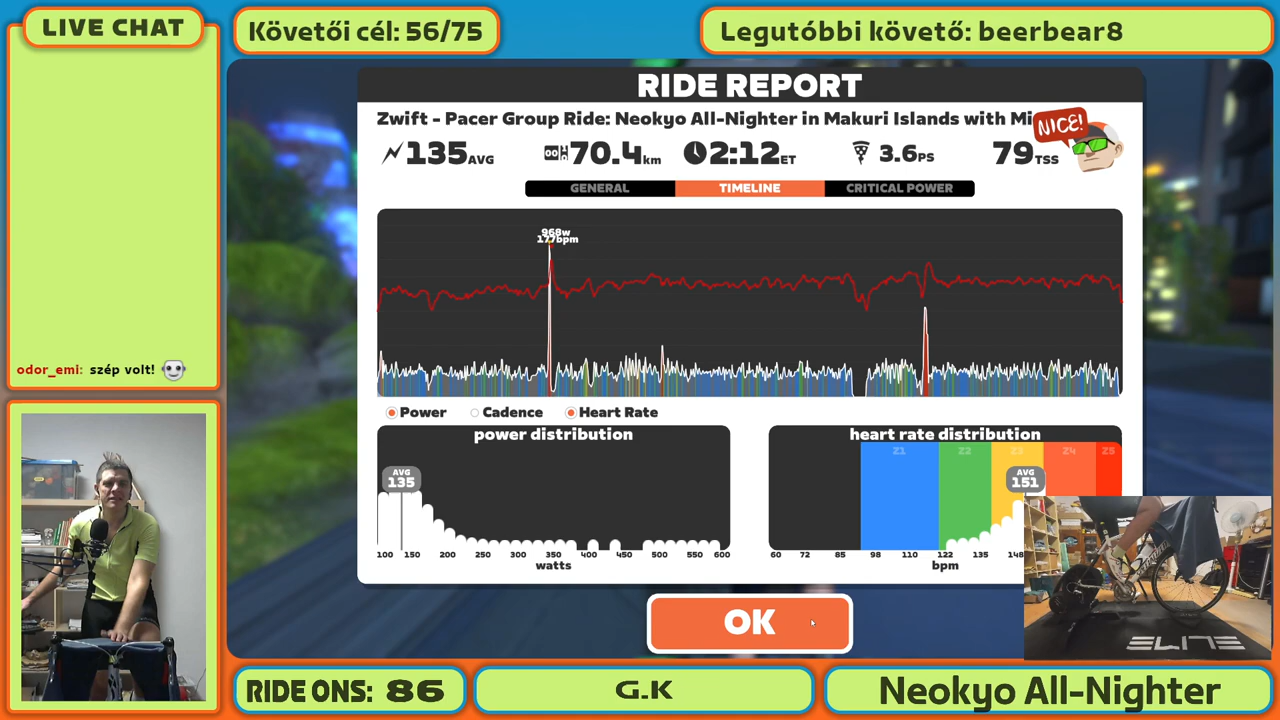 LIVE CHAT
Követői cél: 56/75
Legutóbbi követő: beerbear8
RIDE REPORT
Zwift - Pacer Group Ride: Neokyo All-Nighter in Makuri Islands with Mi
NICE!
135AVG
70.4km
2:12ET
3.6PS
79TSS
GENERAL
TIMELINE
CRITICAL POWER
968w
177bpm
odor_emi: szép volt!
Power
Cadence
Heart Rate
power distribution
AVG
135
100 150 200 250 300 350 400 450 500 550 600
watts
heart rate distribution
Z1 Z2 Z3 Z4 Z5
AVG
151
60 72 85 98 110 122 135 148
bpm
ELITE
OK
RIDE ONS: 86
G.K
Neokyo All-Nighter